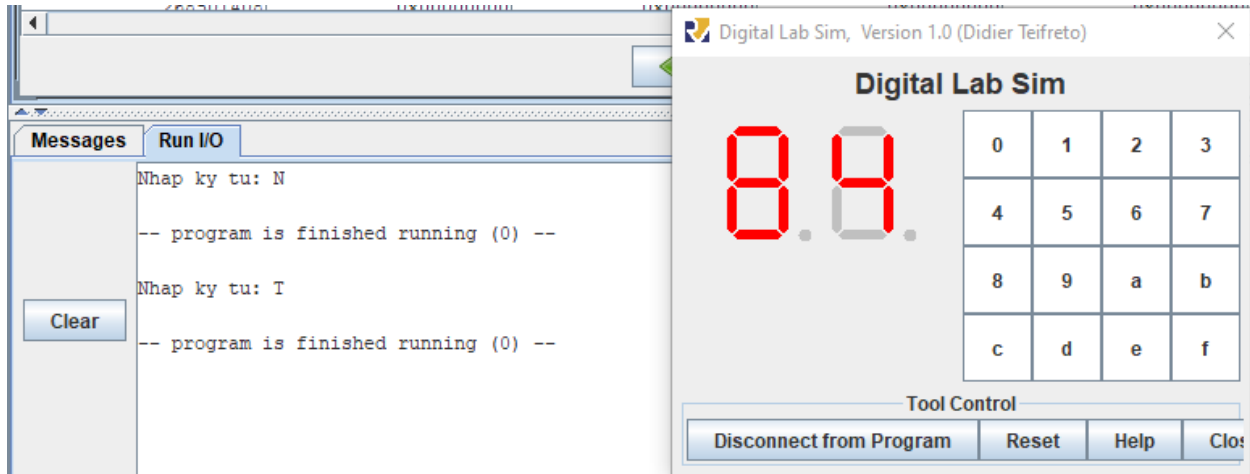 Digital Lab Sim, Version 1.0 (Didier Teifreto)
Digital Lab Sim
84
0 1 2 3
4 5 6 7
8 9 a b
c d e f
Tool Control
Disconnect from Program Reset Help Clos
Messages Run I/O
Nhap ky tu: N
-- program is finished running (0) --
Nhap ky tu: T
-- program is finished running (0) --
Clear